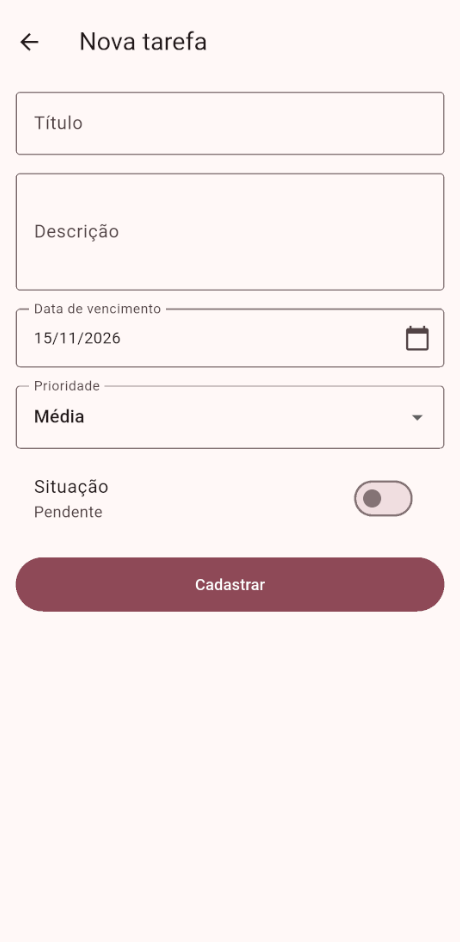 Nova tarefa
Título
Descrição
Data de vencimento
15/11/2026
Prioridade
Média
Situação
Pendente
Cadastrar